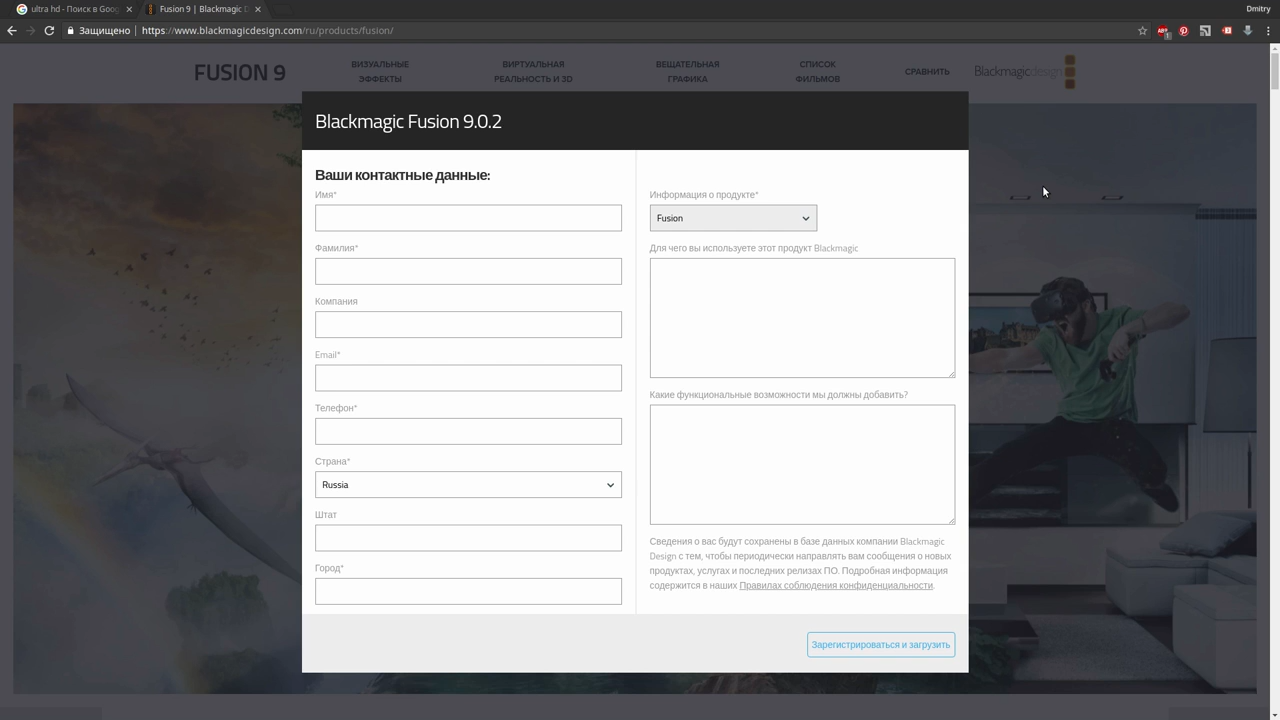 ultra hd - Поиск в Goog
Fusion 9 | Blackmagic D
Dmitry
Защищено
https://www.blackmagicdesign.com/ru/products/fusion/
FUSION 9
ВИЗУАЛЬНЫЕ
ЭФФЕКТЫ
ВИРТУАЛЬНАЯ
РЕАЛЬНОСТЬ И 3D
ВЕЩАТЕЛЬНАЯ
ГРАФИКА
СПИСОК
ФИЛЬМОВ
СРАВНИТЬ
Blackmagicdesign
Blackmagic Fusion 9.0.2
Ваши контактные данные:
Имя*
Фамилия*
Компания
Email*
Телефон*
Страна*
Russia
Штат
Город*
Информация о продукте*
Fusion
Для чего вы используете этот продукт Blackmagic
Какие функциональные возможности мы должны добавить?
Сведения о вас будут сохранены в базе данных компании Blackmagic
Design с тем, чтобы периодически направлять вам сообщения о новых
продуктах, услугах и последних релизах ПО. Подробная информация
содержится в наших Правилах соблюдения конфиденциальности.
Зарегистрироваться и загрузить